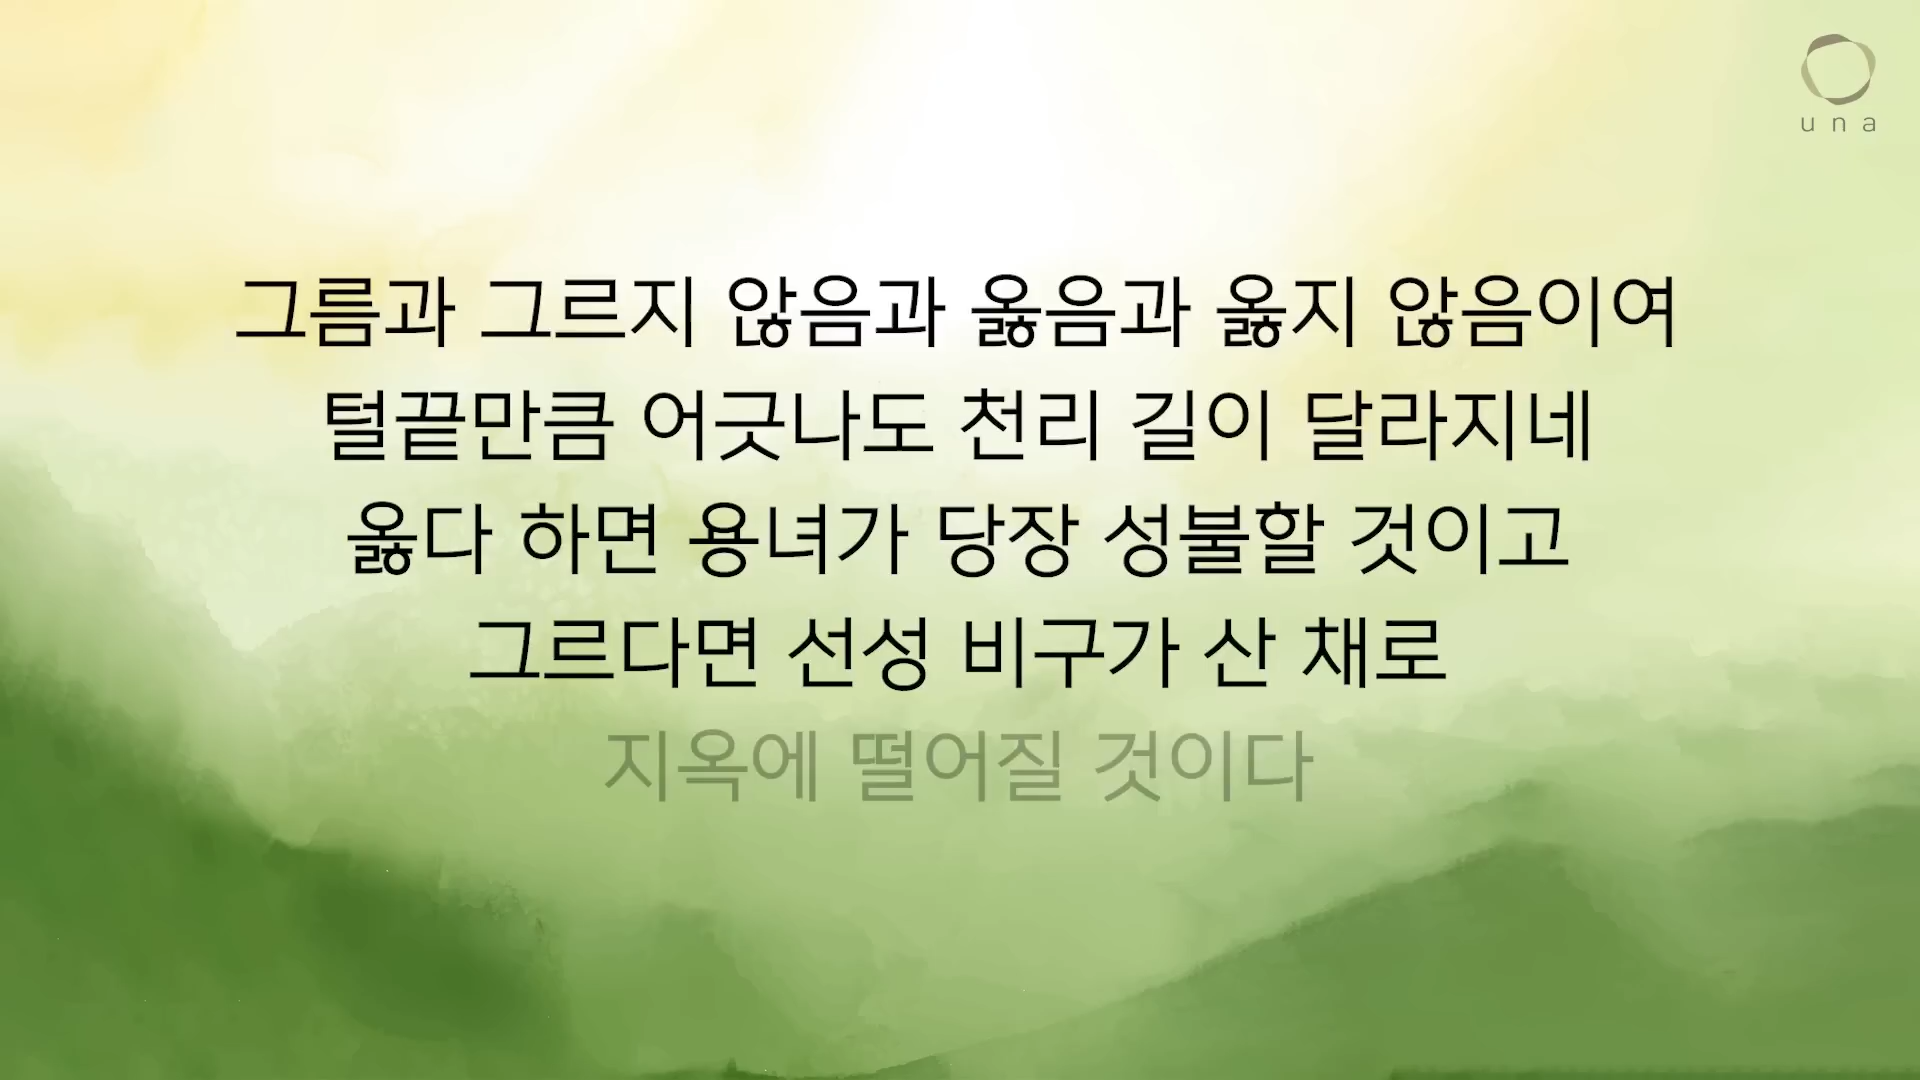 una
그름과 그르지 않음과 옳음과 옳지 않음이여
털끝만큼 어긋나도 천리 길이 달라지네
옳다 하면 용녀가 당장 성불할 것이고
그르다면 선성 비구가 산 채로
지옥에 떨어질 것이다